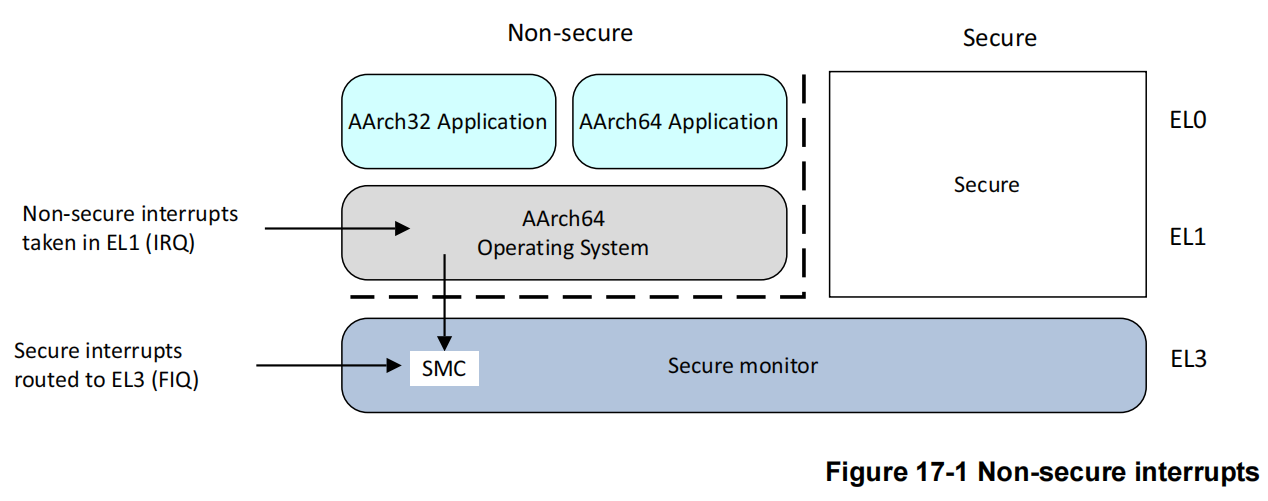 Non-secure
Secure
AArch32 Application
AArch64 Application
EL0
Secure
Non-secure interrupts
taken in EL1 (IRQ)
AArch64
Operating System
EL1
Secure interrupts
routed to EL3 (FIQ)
SMC
Secure monitor
EL3
Figure 17-1 Non-secure interrupts